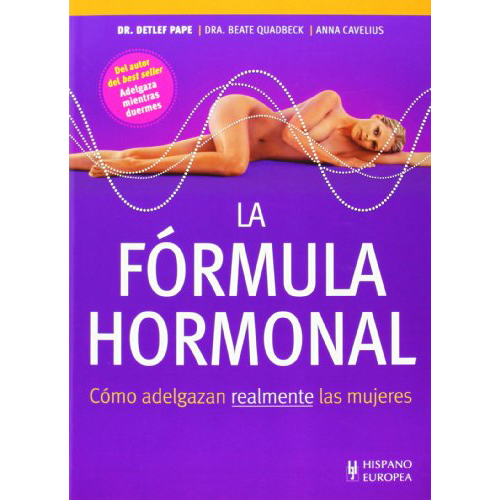 DR. DETLEF PAPE | DRA. BEATE QUADBECK | ANNA CAVELIUS
Del autor
del best seller
Adelgaza
mientras
duermes
LA
FÓRMULA
HORMONAL
Cómo adelgazan realmente las mujeres
HISPANO
EUROPEA